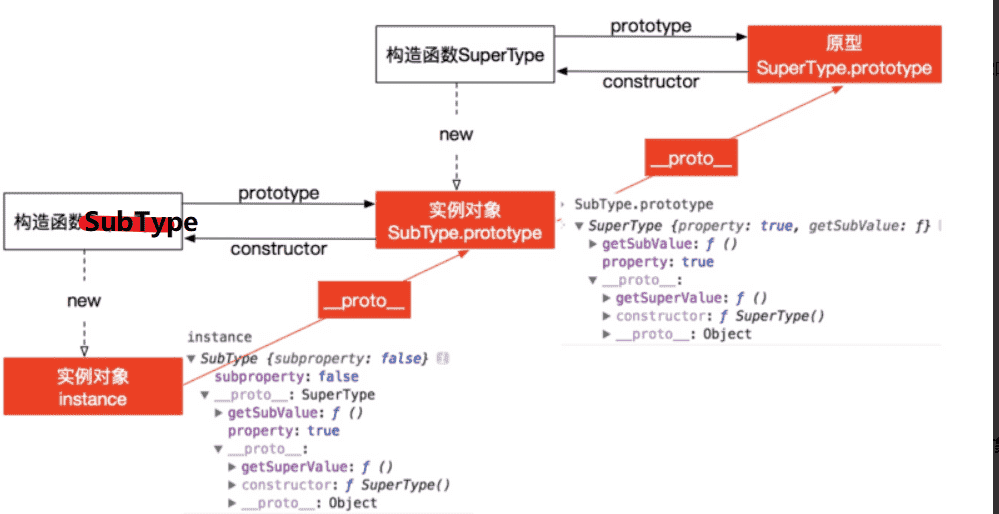 prototype
构造函数SuperType
原型
SuperType.prototype
constructor
new
__proto__
构造函数SubType
prototype
实例对象
SubType.prototype
constructor
SubType.prototype
▼ SuperType {property: true, getSubValue: ƒ}
▶ getSubValue: ƒ ()
property: true
▼ __proto__:
▶ getSuperValue: ƒ ()
▶ constructor: ƒ SuperType()
▶ __proto__: Object
new
__proto__
实例对象
instance
instance
▼ SubType {subproperty: false}
subproperty: false
▼ __proto__: SuperType
▶ getSubValue: ƒ ()
property: true
▼ __proto__:
▶ getSuperValue: ƒ ()
▶ constructor: ƒ SuperType()
▶ __proto__: Object